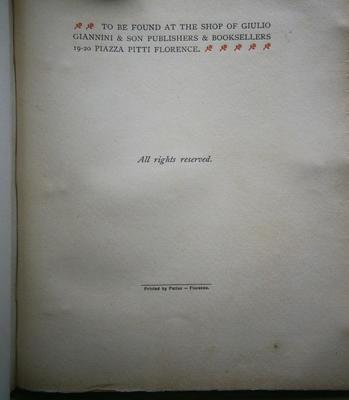 TO BE FOUND AT THE SHOP OF GIULIO
GIANNINI & SON PUBLISHERS & BOOKSELLERS
19-20 PIAZZA PITTI FLORENCE.
All rights reserved.
Printed by Patias — Florence.